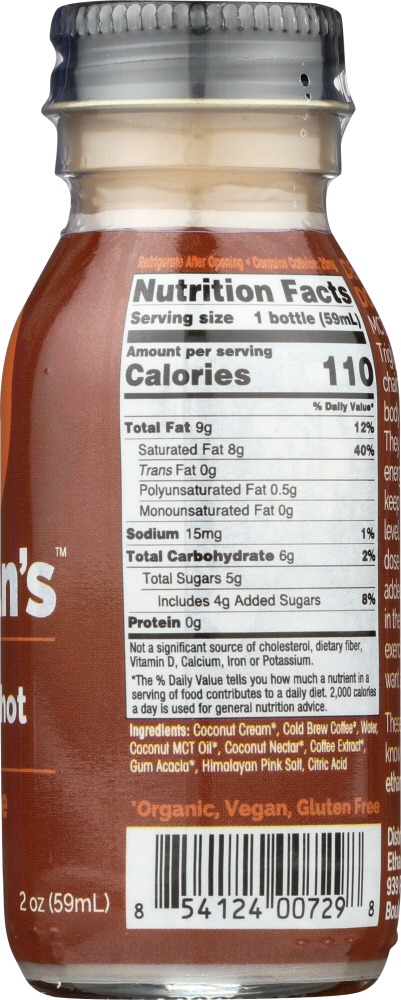 Refrigerate After Opening • Contains Caffeine:
Nutrition Facts
Serving size 1 bottle (59mL)
Amount per serving
Calories 110
% Daily Value*
Total Fat 9g 12%
Saturated Fat 8g 40%
Trans Fat 0g
Polyunsaturated Fat 0.5g
Monounsaturated Fat 0g
Sodium 15mg 1%
Total Carbohydrate 6g 2%
Total Sugars 5g
Includes 4g Added Sugars 8%
Protein 0g
Not a significant source of cholesterol, dietary fiber,
Vitamin D, Calcium, Iron or Potassium.
*The % Daily Value tells you how much a nutrient in a
serving of food contributes to a daily diet. 2,000 calories
a day is used for general nutrition advice.
Ingredients: Coconut Cream*, Cold Brew Coffee*, Water,
Coconut MCT Oil*, Coconut Nectar*, Coffee Extract*,
Gum Acacia*, Himalayan Pink Salt, Citric Acid
*Organic, Vegan, Gluten Free
8 54124 00729 8
n's™
hot
e
2 oz (59mL)
MCT